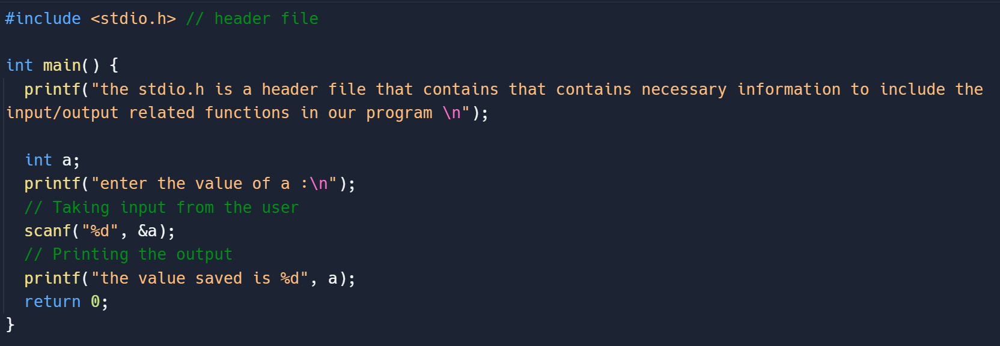 #include <stdio.h> // header file
int main() {
  printf("the stdio.h is a header file that contains that contains necessary information to include the
input/output related functions in our program \n");
  int a;
  printf("enter the value of a :\n");
  // Taking input from the user
  scanf("%d", &a);
  // Printing the output
  printf("the value saved is %d", a);
  return 0;
}